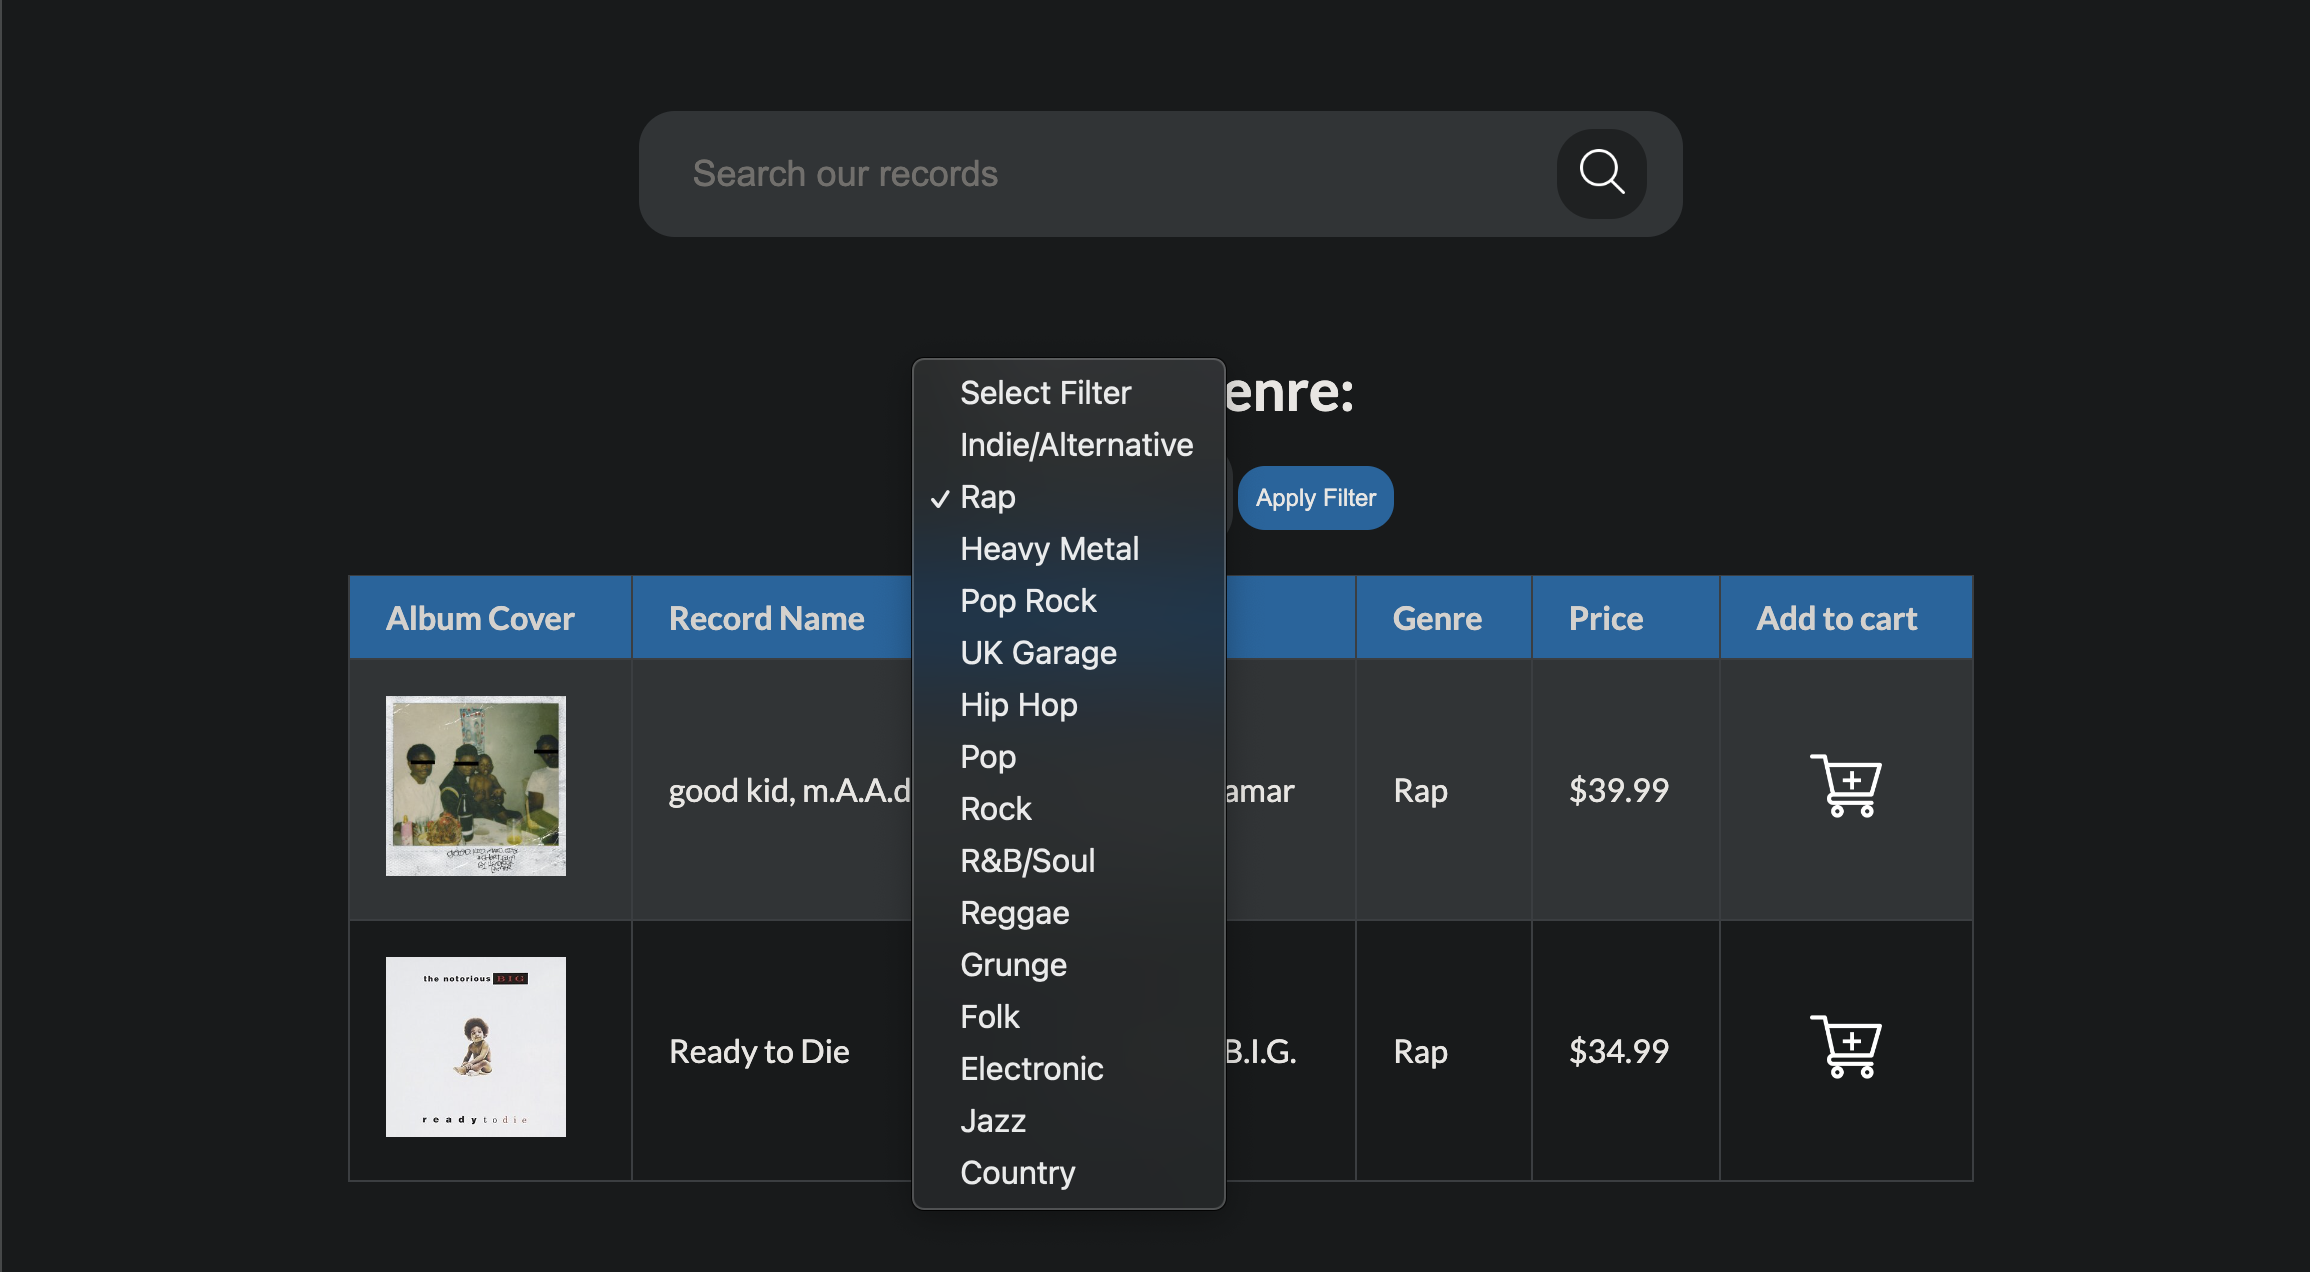 Search our records
enre:
Select Filter
Indie/Alternative
✓ Rap
Heavy Metal
Pop Rock
UK Garage
Hip Hop
Pop
Rock
R&B/Soul
Reggae
Grunge
Folk
Electronic
Jazz
Country
Apply Filter
Album Cover Record Name Genre Price Add to cart
good kid, m.A.A.d amar Rap $39.99
the notorious BIG
ready to die
Ready to Die B.I.G. Rap $34.99